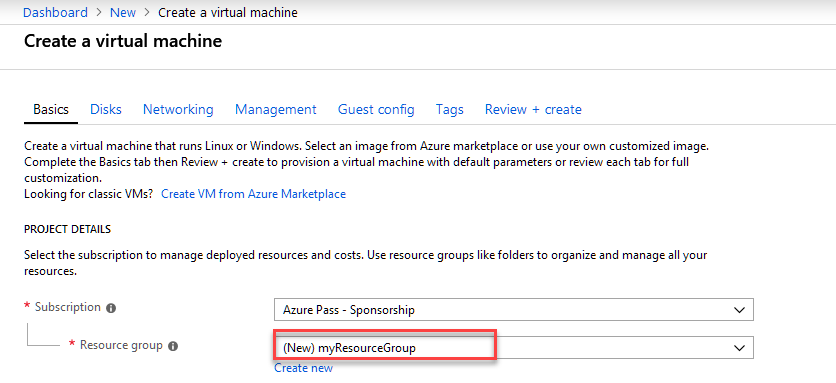 Dashboard > New > Create a virtual machine
Create a virtual machine
Basics Disks Networking Management Guest config Tags Review + create
Create a virtual machine that runs Linux or Windows. Select an image from Azure marketplace or use your own customized image.
Complete the Basics tab then Review + create to provision a virtual machine with default parameters or review each tab for full
customization.
Looking for classic VMs? Create VM from Azure Marketplace
PROJECT DETAILS
Select the subscription to manage deployed resources and costs. Use resource groups like folders to organize and manage all your
resources.
* Subscription Azure Pass - Sponsorship
* Resource group (New) myResourceGroup
Create new